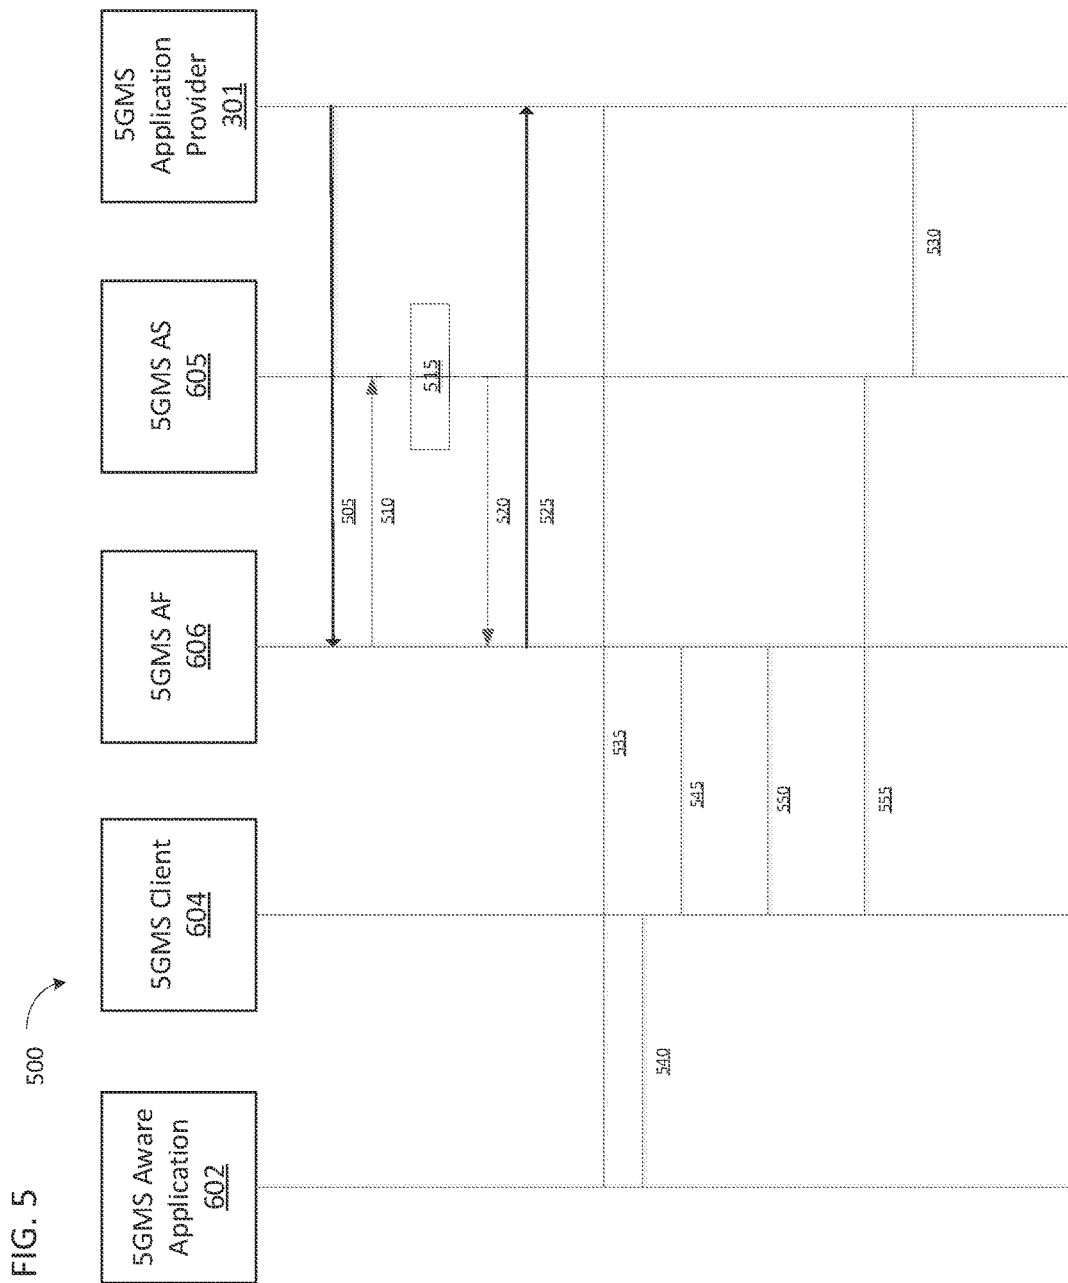 FIG. 5
500
5GMS Aware
Application
602
5GMS Client
604
5GMS AF
606
5GMS AS
605
5GMS
Application
Provider
301
505
510
515
520
525
535
540
545
550
555
530